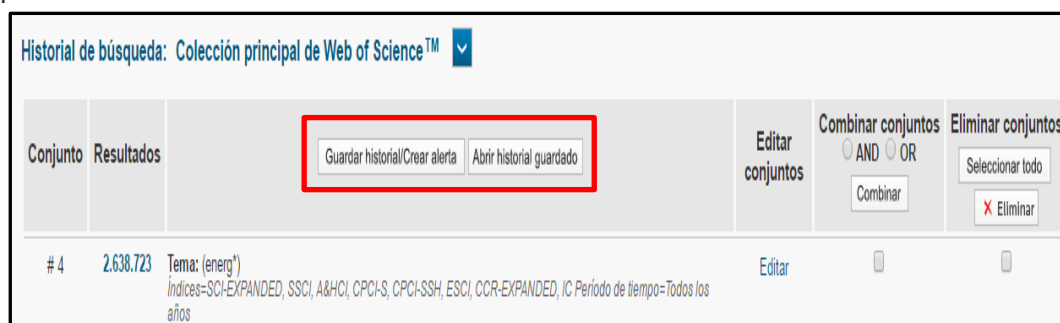 Historial de búsqueda: Colección principal de Web of Science™
Conjunto Resultados Guardar historial/Crear alerta Abrir historial guardado Editar conjuntos Combinar conjuntos AND OR Combinar Eliminar conjuntos Seleccionar todo X Eliminar
# 4 2.638.723 Tema: (energ*) Editar
Índices=SCI-EXPANDED, SSCI, A&HCI, CPCI-S, CPCI-SSH, ESCI, CCR-EXPANDED, IC Período de tiempo=Todos los
años